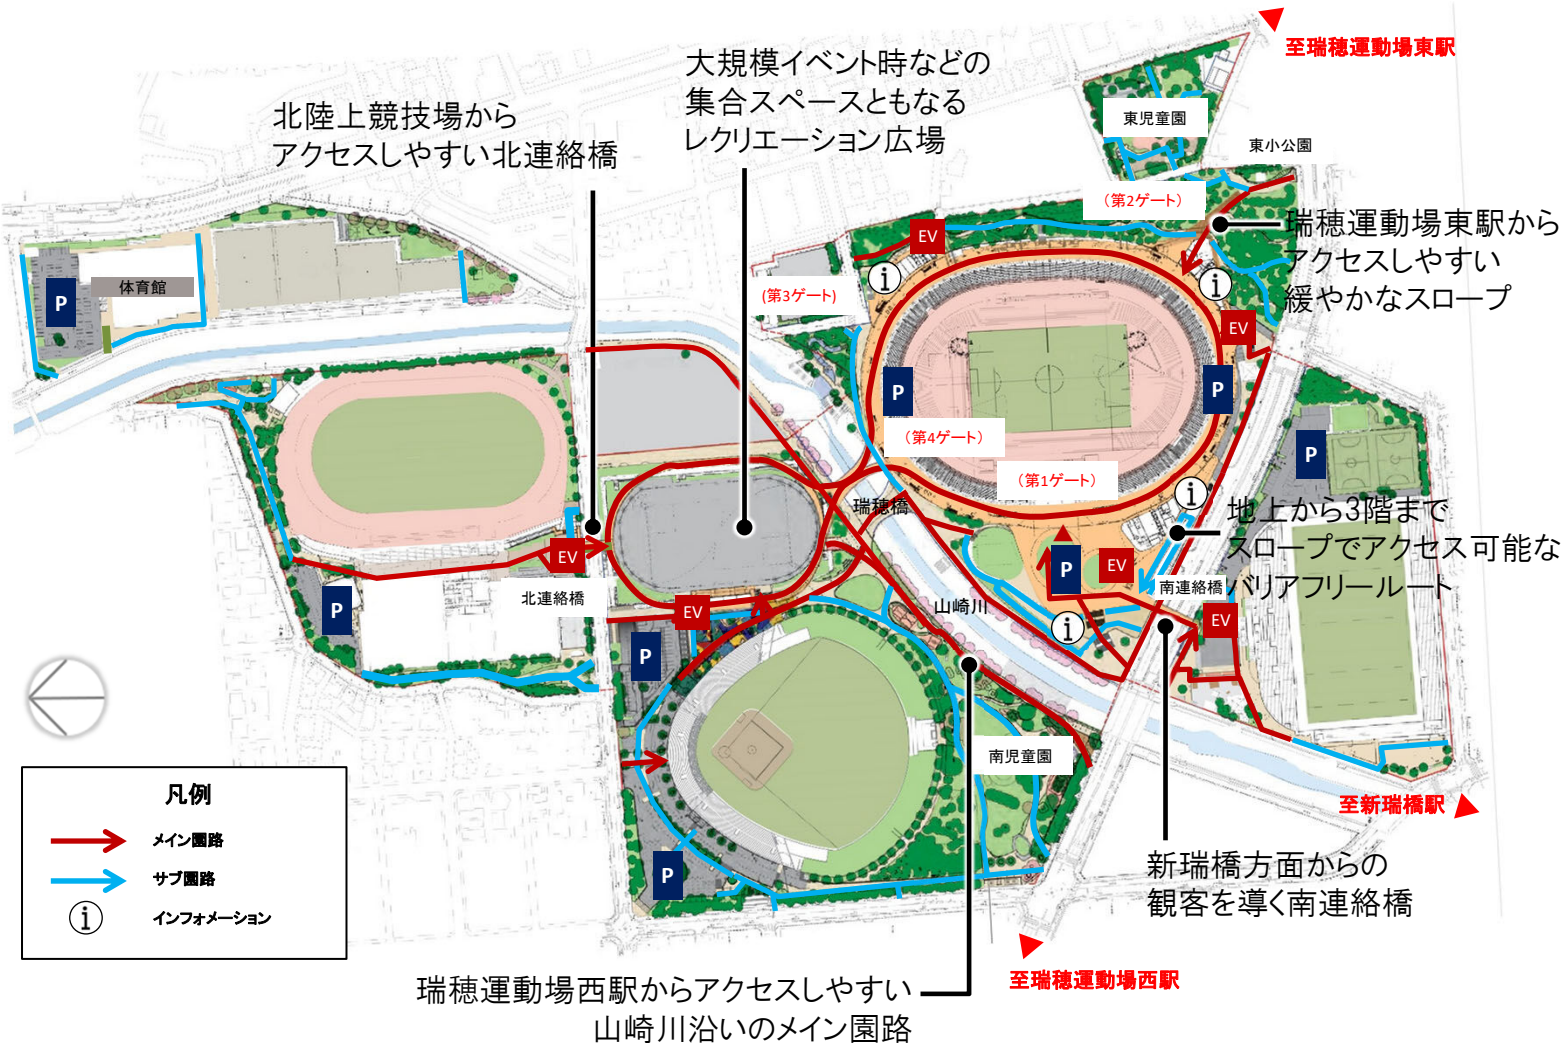 至瑞穂運動場東駅
大規模イベント時などの
集合スペースともなる
レクリエーション広場
北陸上競技場から
アクセスしやすい北連絡橋
東児童園
東小公園
(第2ゲート)
瑞穂運動場東駅から
アクセスしやすい
緩やかなスロープ
EV
i
i
体育館
P
(第3ゲート)
EV
P
P
(第4ゲート)
(第1ゲート)
P
i
瑞穂橋
地上から3階まで
スロープでアクセス可能な
バリアフリールート
EV
P
EV
南連絡橋
北連絡橋
P
EV
山崎川
i
EV
P
南児童園
凡例
メイン園路
サブ園路
i
インフォメーション
P
至新瑞橋駅
新瑞橋方面からの
観客を導く南連絡橋
至瑞穂運動場西駅
瑞穂運動場西駅からアクセスしやすい
山崎川沿いのメイン園路